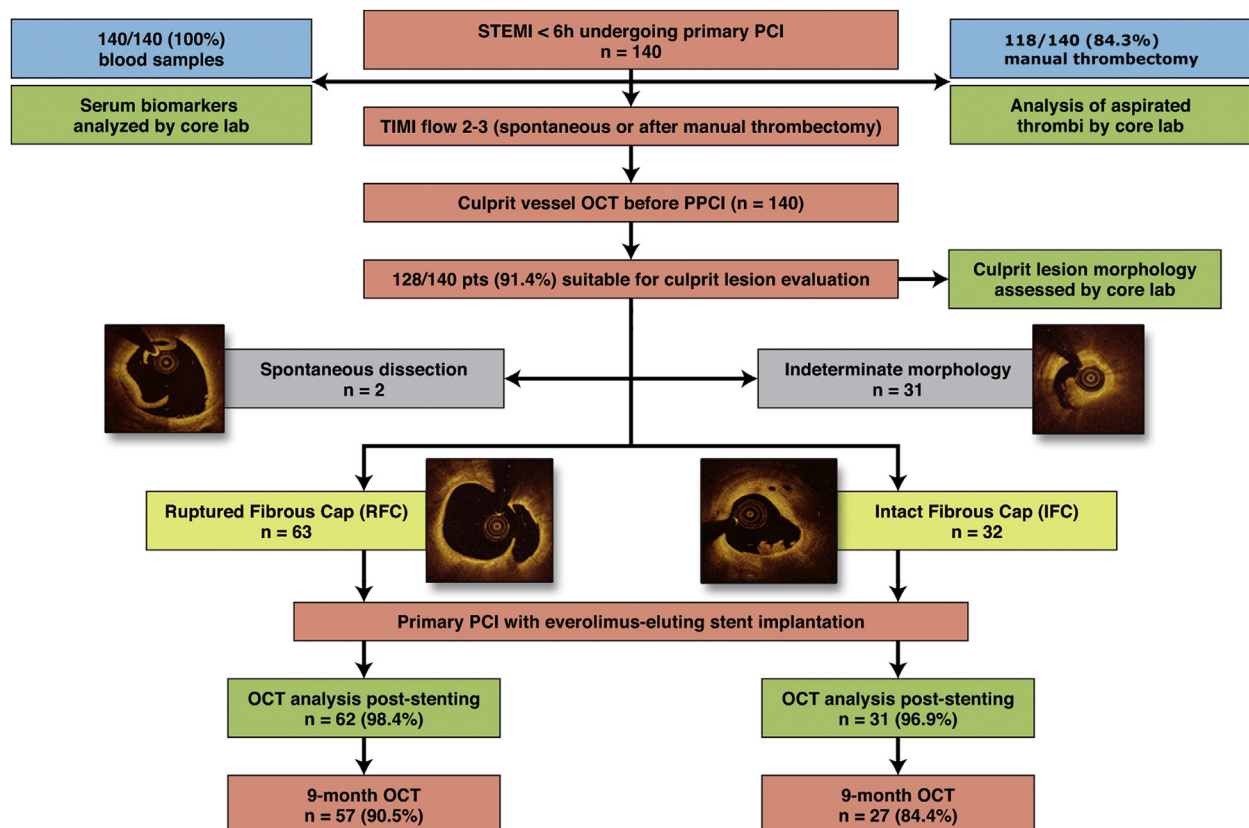 140/140 (100%)
blood samples
Serum biomarkers
analyzed by core lab
STEMI < 6h undergoing primary PCI
n = 140
118/140 (84.3%)
manual thrombectomy
Analysis of aspirated
thrombi by core lab
TIMI flow 2-3 (spontaneous or after manual thrombectomy)
Culprit vessel OCT before PPCI (n = 140)
128/140 pts (91.4%) suitable for culprit lesion evaluation
Culprit lesion morphology
assessed by core lab
Spontaneous dissection
n = 2
Indeterminate morphology
n = 31
Ruptured Fibrous Cap (RFC)
n = 63
Intact Fibrous Cap (IFC)
n = 32
Primary PCI with everolimus-eluting stent implantation
OCT analysis post-stenting
n = 62 (98.4%)
OCT analysis post-stenting
n = 31 (96.9%)
9-month OCT
n = 57 (90.5%)
9-month OCT
n = 27 (84.4%)